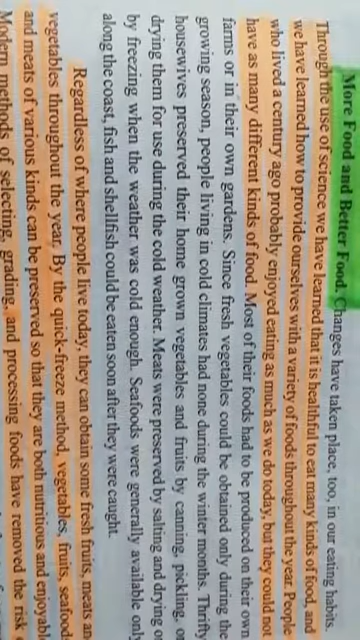 More Food and Better Food. Changes have taken place, too, in our eating habits.
Through the use of science we have learned that it is healthful to eat many kinds of food, and
we have learned how to provide ourselves with a variety of foods throughout the year. People
who lived a century ago probably enjoyed eating as much as we do today, but they could not
have as many different kinds of food. Most of their foods had to be produced on their own
farms or in their own gardens. Since fresh vegetables could be obtained only during the
growing season, people living in cold climates had none during the winter months. Thrifty
housewives preserved their home grown vegetables and fruits by canning, pickling,
drying them for use during the cold weather. Meats were preserved by salting and drying or
by freezing when the weather was cold enough. Seafoods were generally available only
along the coast, fish and shellfish could be eaten soon after they were caught.
Regardless of where people live today, they can obtain some fresh fruits, meats
vegetables throughout the year. By the quick-freeze method, vegetables, fruits, seafood
and meats of various kinds can be preserved so that they are both nutritious and
Modern methods of selecting, grading, and processing foods have removed the risk